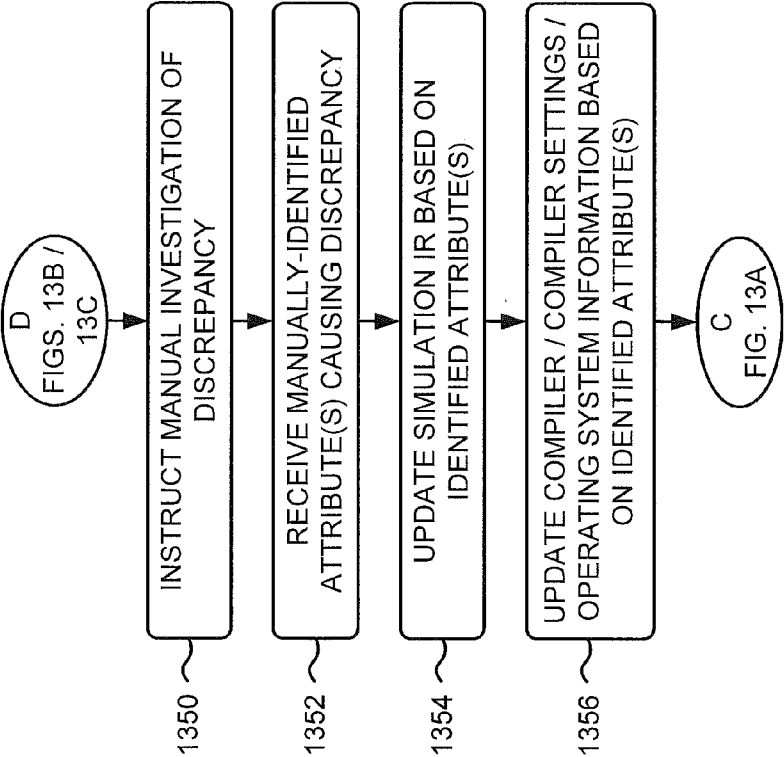 D
FIGS. 13B /
13C
1350
INSTRUCT MANUAL INVESTIGATION OF
DISCREPANCY
1352
RECEIVE MANUALLY-IDENTIFIED
ATTRIBUTE(S) CAUSING DISCREPANCY
1354
UPDATE SIMULATION IR BASED ON
IDENTIFIED ATTRIBUTE(S)
1356
UPDATE COMPILER / COMPILER SETTINGS /
OPERATING SYSTEM INFORMATION BASED
ON IDENTIFIED ATTRIBUTE(S)
C
FIG. 13A